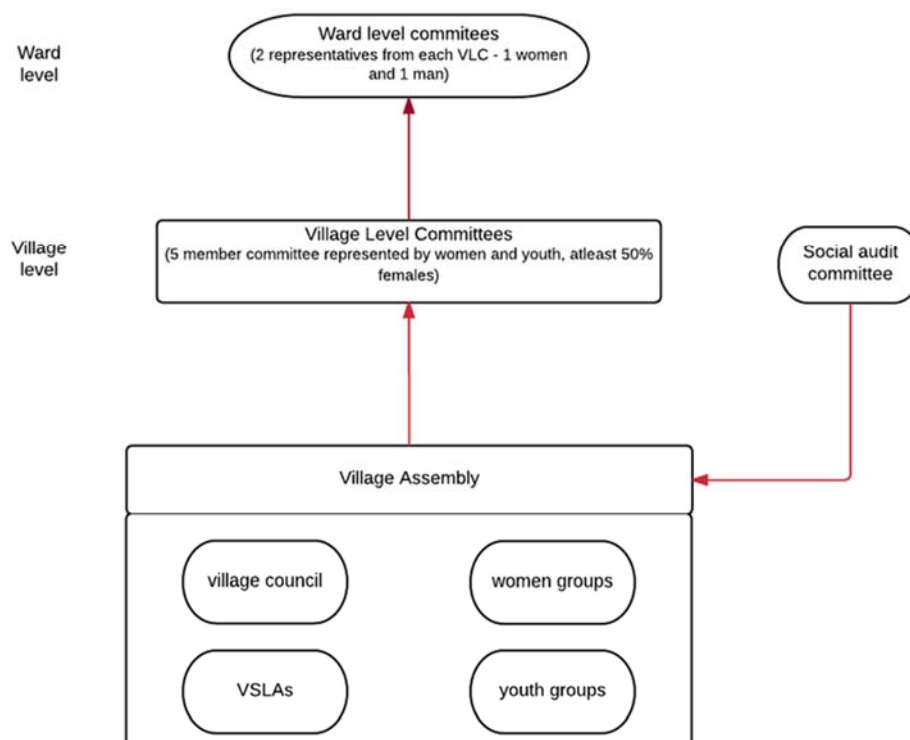 Ward
level
Ward level commitees
(2 representatives from each VLC - 1 women
and 1 man)
Village
level
Village Level Committees
(5 member committee represented by women and youth, atleast 50%
females)
Social audit
committee
Village Assembly
village council
women groups
VSLAs
youth groups